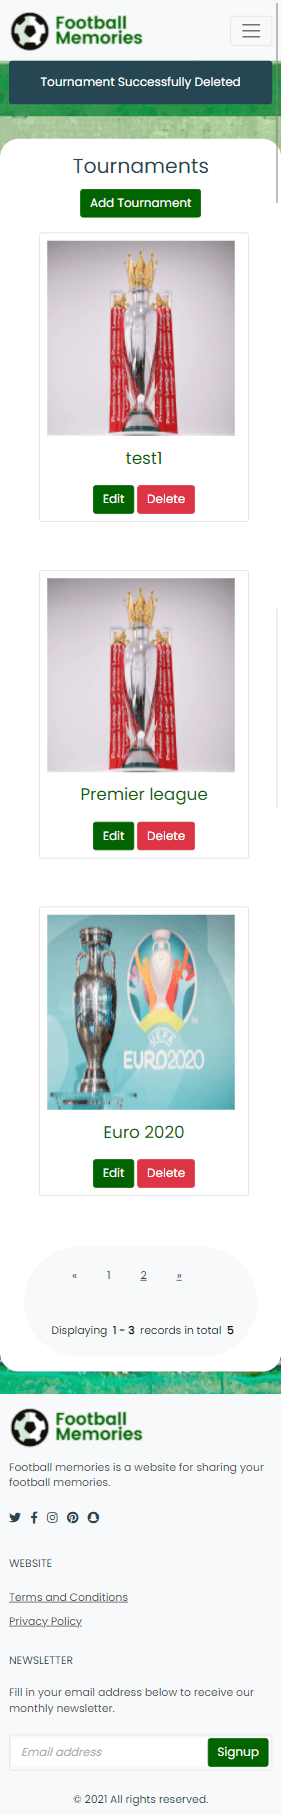 Football
Memories
Tournament Successfully Deleted
Tournaments
Add Tournament
test1
Edit Delete
Premier league
Edit Delete
UEFA
EURO2020
Euro 2020
Edit Delete
« 1 2 »
Displaying 1 - 3 records in total 5
Football
Memories
Football memories is a website for sharing your
football memories.
WEBSITE
Terms and Conditions
Privacy Policy
NEWSLETTER
Fill in your email address below to receive our
monthly newsletter.
Email address Signup
© 2021 All rights reserved.